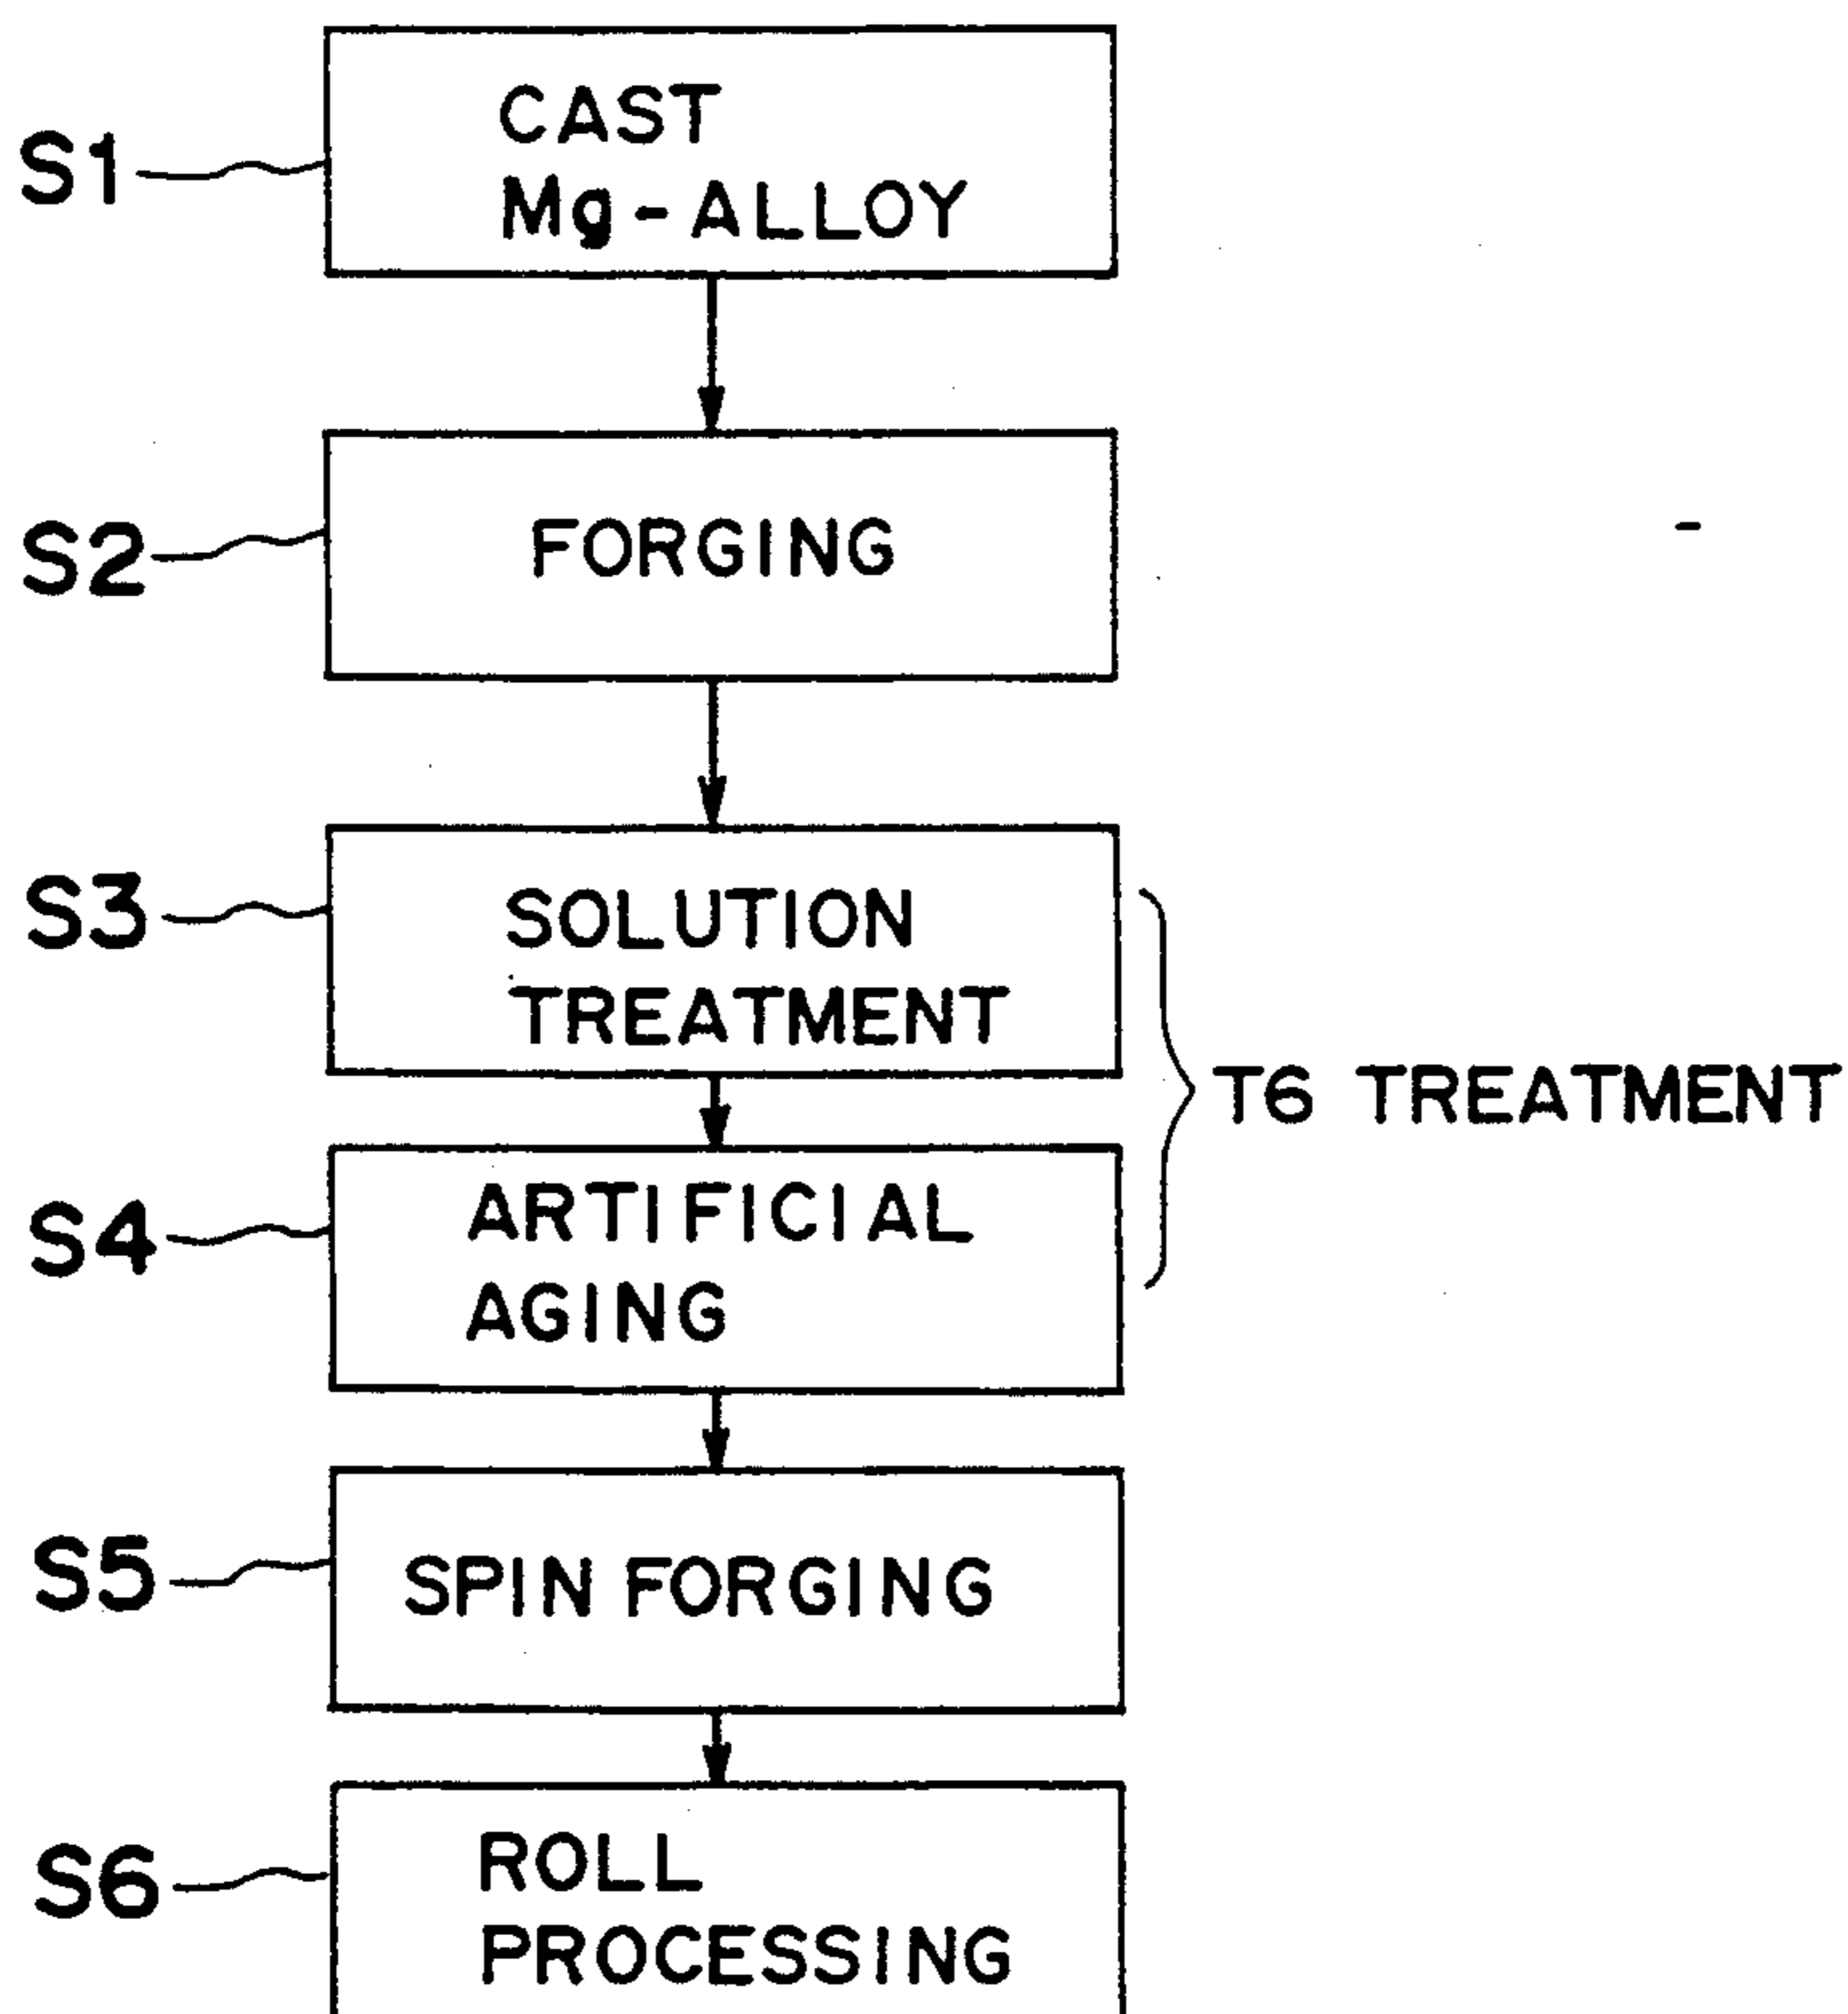 S1
CAST
Mg-ALLOY
S2
FORGING
S3
SOLUTION
TREATMENT
T6 TREATMENT
S4
ARTIFICIAL
AGING
S5
SPIN FORGING
S6
ROLL
PROCESSING